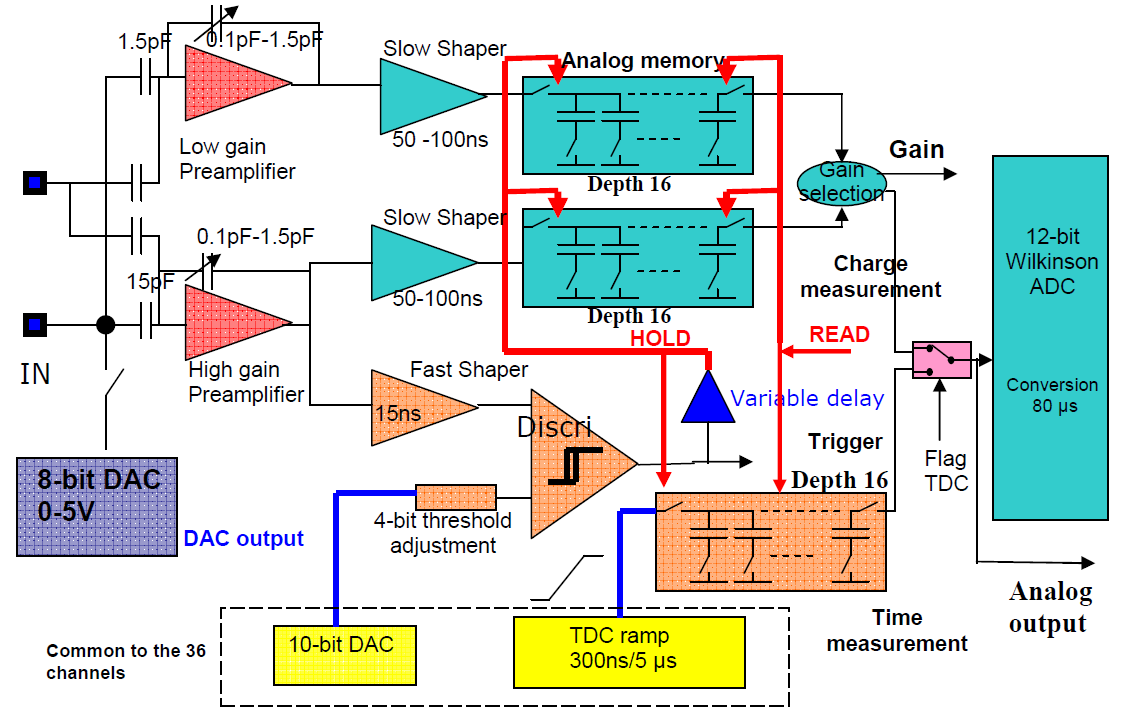 1.5pF
0.1pF-1.5pF
Slow Shaper
Analog memory
50 -100ns
Low gain
Preamplifier
Depth 16
Gain
selection
Gain
Slow Shaper
0.1pF-1.5pF
15pF
50-100ns
Depth 16
Charge
measurement
12-bit
Wilkinson
ADC
HOLD
READ
IN
High gain
Preamplifier
Fast Shaper
15ns
Discri
Variable delay
Conversion
80 µs
Trigger
Flag
TDC
Depth 16
8-bit DAC
0-5V
DAC output
4-bit threshold
adjustment
Analog
output
Time
measurement
Common to the 36
channels
10-bit DAC
TDC ramp
300ns/5 µs